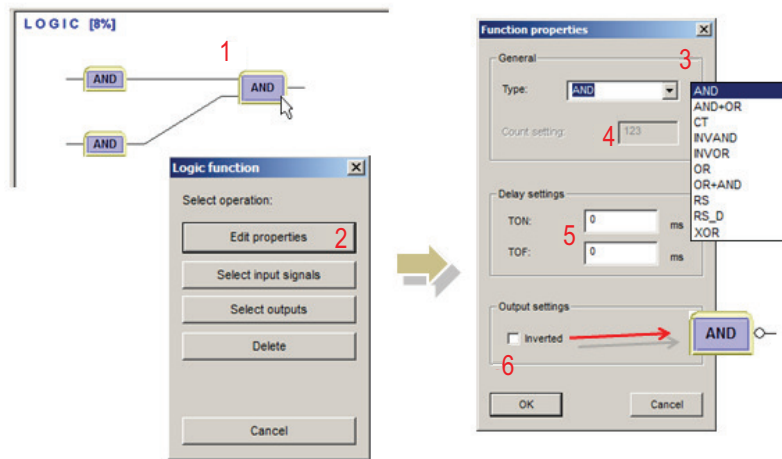 LOGIC [8%]
1
AND
AND
AND
Logic function
Select operation:
Edit properties
2
Select input signals
Select outputs
Delete
Cancel
Function properties
3
General
Type:
AND
Count setting:
4
123
AND
AND+OR
CT
INVAND
INVOR
OR
OR+AND
RS
RS_D
XOR
Delay settings
TON:
0
ms
5
TOF:
0
ms
Output settings
Inverted
6
AND
OK
Cancel